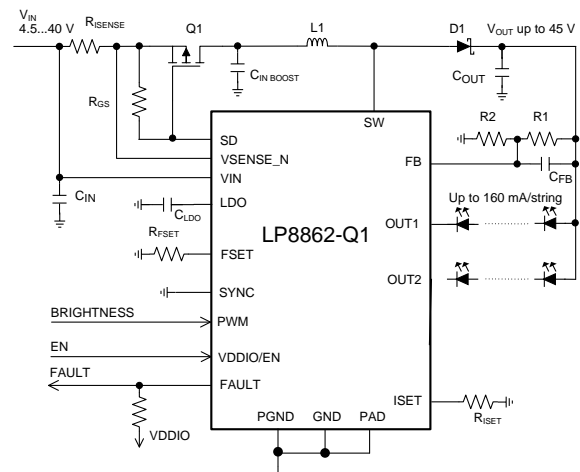 VIN
4.5...40 V
RISENSE
Q1
L1
D1
VOUT up to 45 V
CIN BOOST
COUT
RGS
SW
R2
R1
SD
VSENSE_N
FB
VIN
CFB
CIN
LDO
CLDO
Up to 160 mA/string
LP8862-Q1
OUT1
RFSET
FSET
OUT2
SYNC
BRIGHTNESS
PWM
EN
VDDIO/EN
FAULT
FAULT
ISET
RISET
PGND
GND
PAD
VDDIO